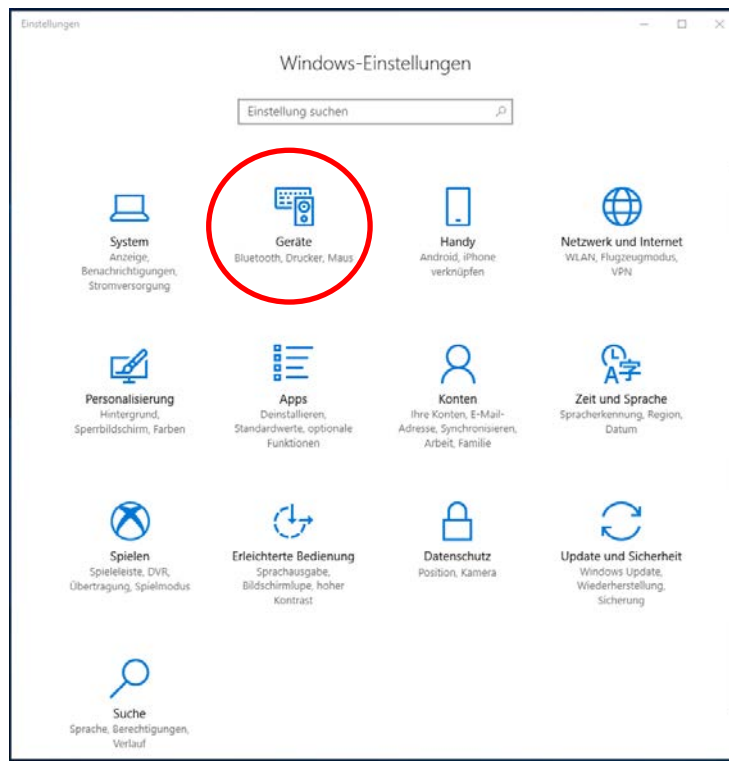 Einstellungen
Windows-Einstellungen
Einstellung suchen
System
Anzeige,
Benachrichtigungen,
Stromversorgung
Geräte
Bluetooth, Drucker, Maus
Handy
Android, iPhone
verknüpfen
Netzwerk und Internet
WLAN, Flugzeugmodus,
VPN
Personalisierung
Hintergrund,
Sperrbildschirm, Farben
Apps
Deinstallieren,
Standardwerte, optionale
Funktionen
Konten
Ihre Konten, E-Mail-
Adresse, Synchronisieren,
Arbeit, Familie
Zeit und Sprache
Spracherkennung, Region,
Datum
Spielen
Spieleleiste, DVR,
Übertragung, Spielmodus
Erleichterte Bedienung
Sprachausgabe,
Bildschirmlupe, hoher
Kontrast
Datenschutz
Position, Kamera
Update und Sicherheit
Windows Update,
Wiederherstellung,
Sicherung
Suche
Sprache, Berechtigungen,
Verlauf